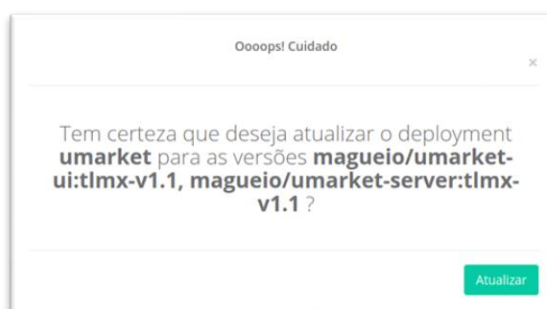 Oooops! Cuidado
×
Tem certeza que deseja atualizar o deployment
umarket para as versões magueio/umarket-
ui:tlmx-v1.1, magueio/umarket-server:tlmx-
v1.1 ?
Atualizar